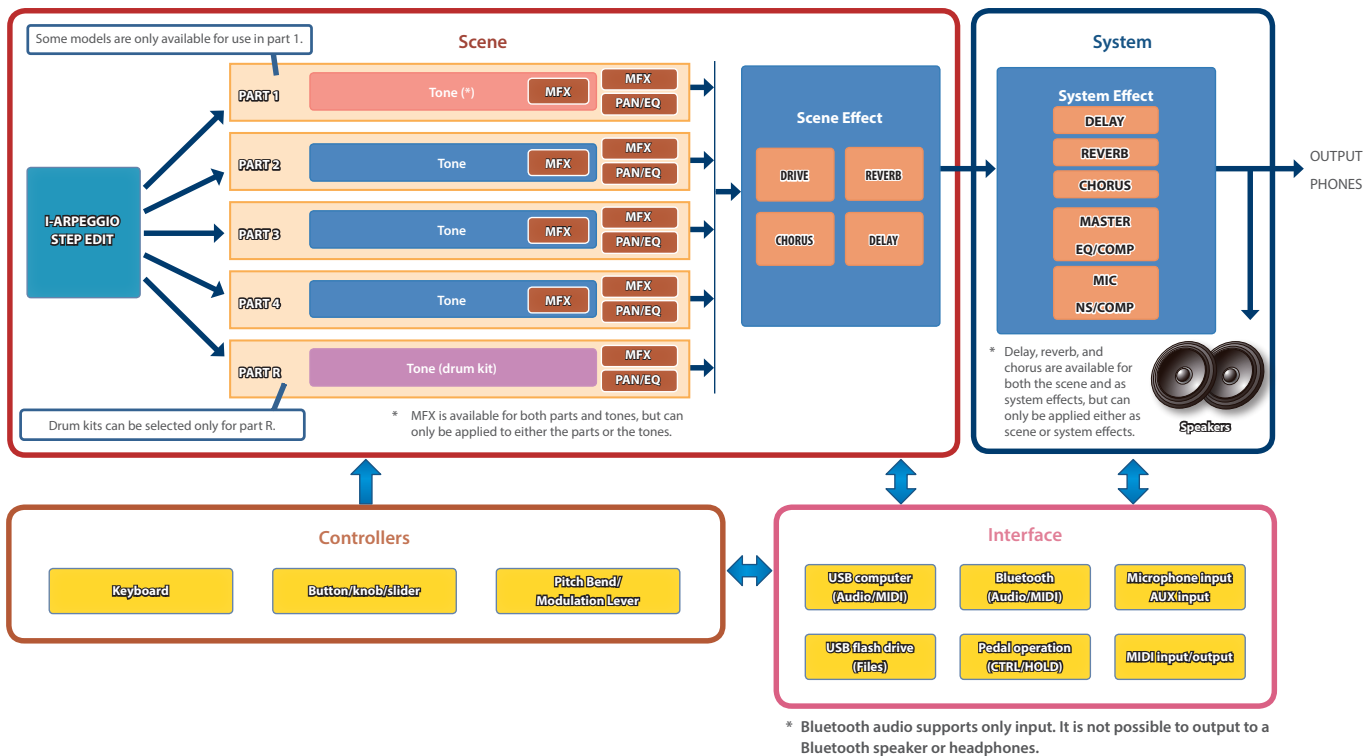 Some models are only available for use in part 1.
Scene
PART 1
Tone (*)
MFX
MFX
PAN/EQ
PART 2
Tone
MFX
MFX
PAN/EQ
I-ARPEGGIO
STEP EDIT
PART 3
Tone
MFX
MFX
PAN/EQ
PART 4
Tone
MFX
MFX
PAN/EQ
PART R
Tone (drum kit)
MFX
PAN/EQ
Drum kits can be selected only for part R.
* MFX is available for both parts and tones, but can
only be applied to either the parts or the tones.
Scene Effect
DRIVE
REVERB
CHORUS
DELAY
System
System Effect
DELAY
REVERB
CHORUS
MASTER
EQ/COMP
MIC
NS/COMP
OUTPUT
PHONES
* Delay, reverb, and
chorus are available for
both the scene and as
system effects, but can
only be applied either as
scene or system effects.
Speakers
Controllers
Keyboard
Button/knob/slider
Pitch Bend/
Modulation Lever
Interface
USB computer
(Audio/MIDI)
Bluetooth
(Audio/MIDI)
Microphone input
AUX input
USB flash drive
(Files)
Pedal operation
(CTRL/HOLD)
MIDI input/output
* Bluetooth audio supports only input. It is not possible to output to a
Bluetooth speaker or headphones.